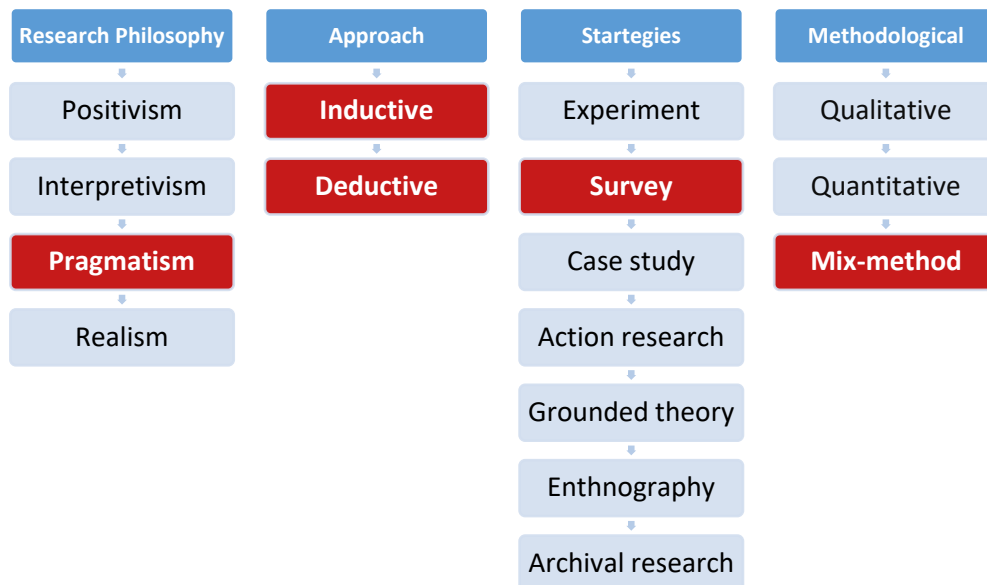 Research Philosophy
Positivism
Interpretivism
Pragmatism
Realism
Approach
Inductive
Deductive
Startegies
Experiment
Survey
Case study
Action research
Grounded theory
Enthnography
Archival research
Methodological
Qualitative
Quantitative
Mix-method